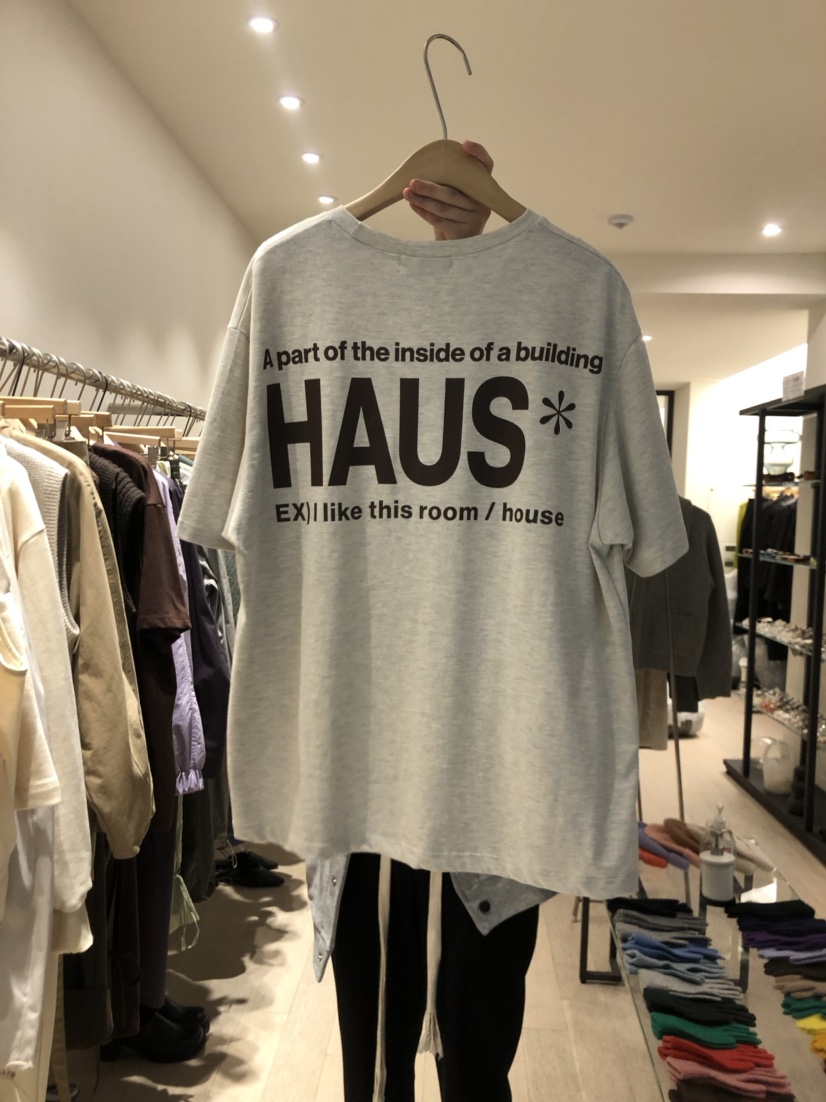 A part of the inside of a building
HAUS*
EX) I like this room / house